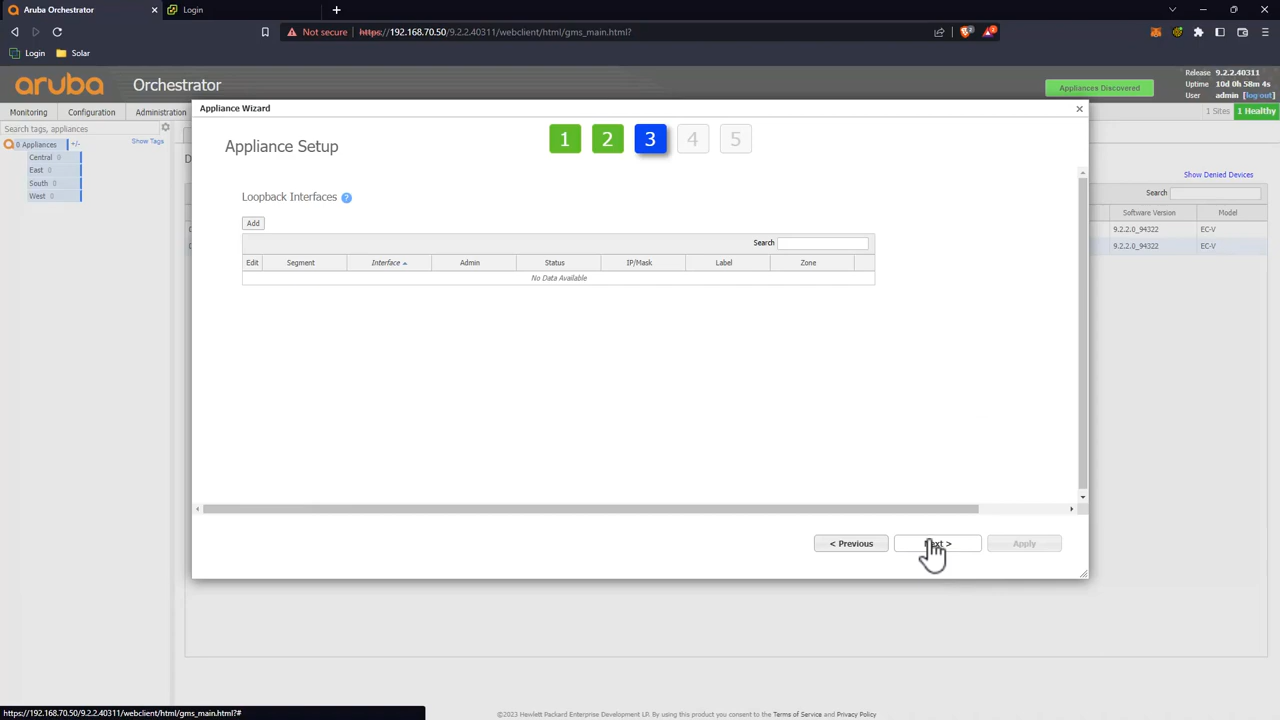 Aruba Orchestrator
Login
Not secure https://192.168.70.50/9.2.2.40311/webclient/html/gms_main.html?
Login
Solar
aruba Orchestrator
Appliances Discovered
Release 9.2.2.40311
Uptime 10d 0h 58m 4s
User admin [log out]
Monitoring
Configuration
Administration
1 Sites
1 Healthy
Search tags, appliances
0 Appliances +/-
Show Tags
Central 0
East 0
South 0
West 0
Appliance Wizard
Appliance Setup
1 2 3 4 5
Loopback Interfaces ?
Add
Search
Edit Segment Interface Admin Status IP/Mask Label Zone
No Data Available
< Previous
Apply
Show Denied Devices
Search
Software Version Model
9.2.2.0_94322 EC-V
9.2.2.0_94322 EC-V
https://192.168.70.50/9.2.2.40311/webclient/html/gms_main.html?#
©2023 Hewlett Packard Enterprise Development LP. By using this product you consent to the Terms of Service and Privacy Policy